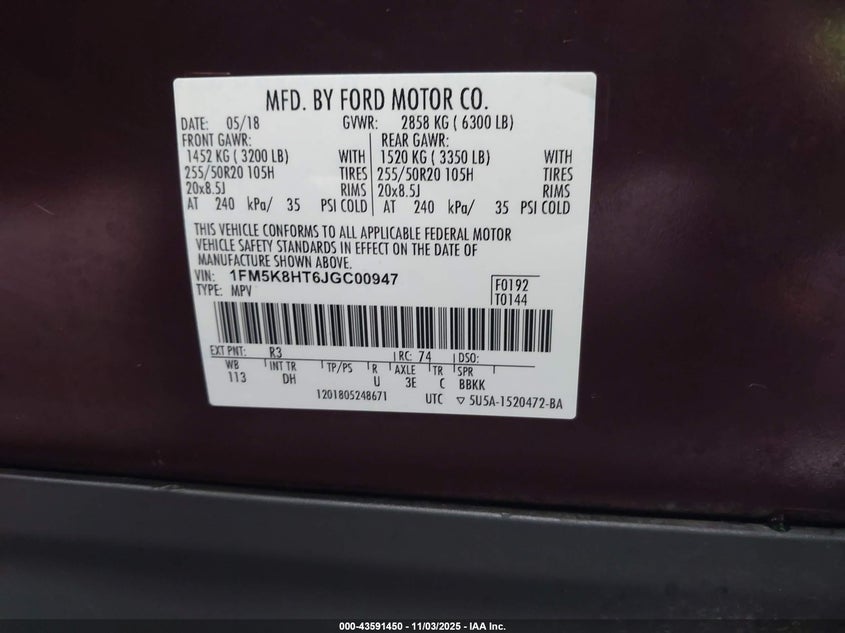 MFD. BY FORD MOTOR CO.
DATE: 05/18 GVWR: 2858 KG ( 6300 LB)
FRONT GAWR: REAR GAWR:
1452 KG ( 3200 LB) WITH 1520 KG ( 3350 LB) WITH
255/50R20 105H TIRES 255/50R20 105H TIRES
20x8.5J RIMS 20x8.5J RIMS
AT 240 kPa/ 35 PSI COLD AT 240 kPa/ 35 PSI COLD
THIS VEHICLE CONFORMS TO ALL APPLICABLE FEDERAL MOTOR
VEHICLE SAFETY STANDARDS IN EFFECT ON THE DATE OF
MANUFACTURE SHOWN ABOVE.
VIN: 1FM5K8HT6JGC00947
TYPE: MPV
F0192
T0144
EXT PNT: R3 RC: 74 DSO:
WB INT TR TP/PS R AXLE TR SPR
113 DH U 3E C BBKK
1201805248671 UTC ▽ 5U5A-1520472-BA
000-43591450 - 11/03/2025 - IAA Inc.